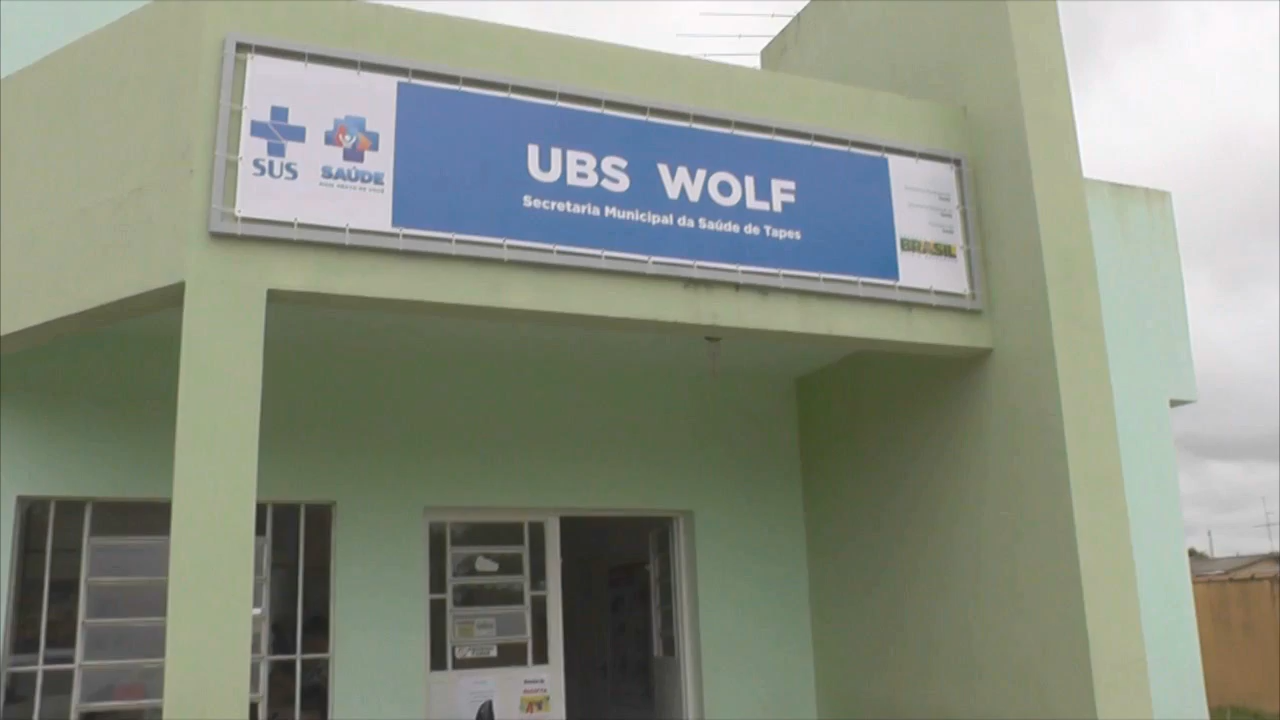 SUS
SAÚDE
UBS WOLF
Secretaria Municipal da Saúde de Tapes
BRASIL